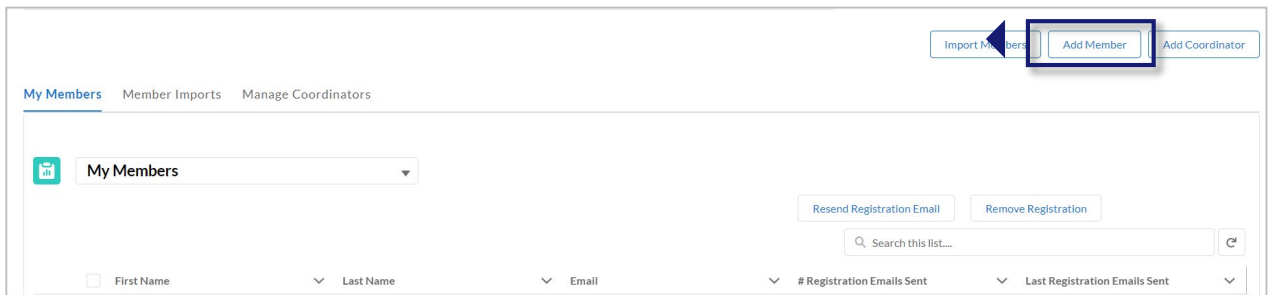 Import Members Add Member Add Coordinator
My Members Member Imports Manage Coordinators
My Members
Resend Registration Email Remove Registration
Search this list....
First Name Last Name Email # Registration Emails Sent Last Registration Emails Sent